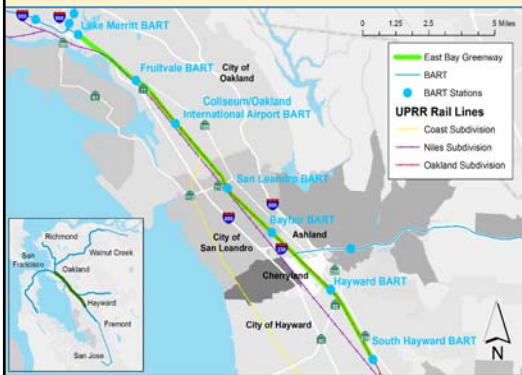 0 1.25 2.5 5 Miles
East Bay Greenway
BART
BART Stations
UPRR Rail Lines
Coast Subdivision
Niles Subdivision
Oakland Subdivision
Lake Merritt BART
Fruitvale BART
City of
Oakland
Coliseum/Oakland
International Airport BART
San Leandro BART
Bayfair BART
Ashland
City of
San Leandro
Cherryland
Hayward BART
City of Hayward
South Hayward BART
N
Richmond
Walnut Creek
San
Francisco
Oakland
Hayward
Fremont
San Jose